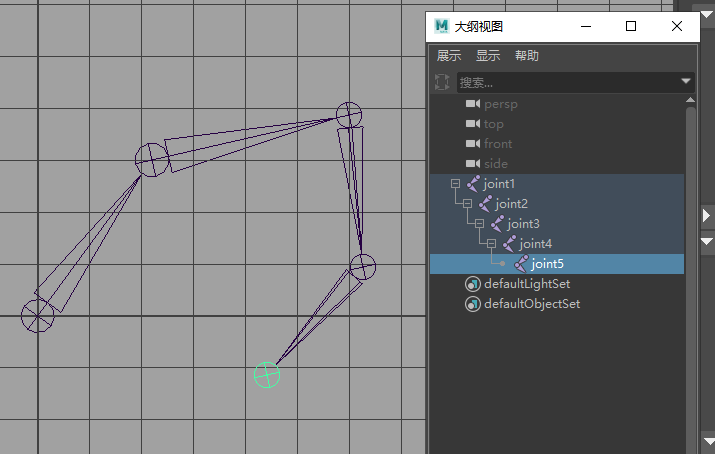 大纲视图
展示 显示 帮助
搜索...
persp
top
front
side
joint1
joint2
joint3
joint4
joint5
defaultLightSet
defaultObjectSet